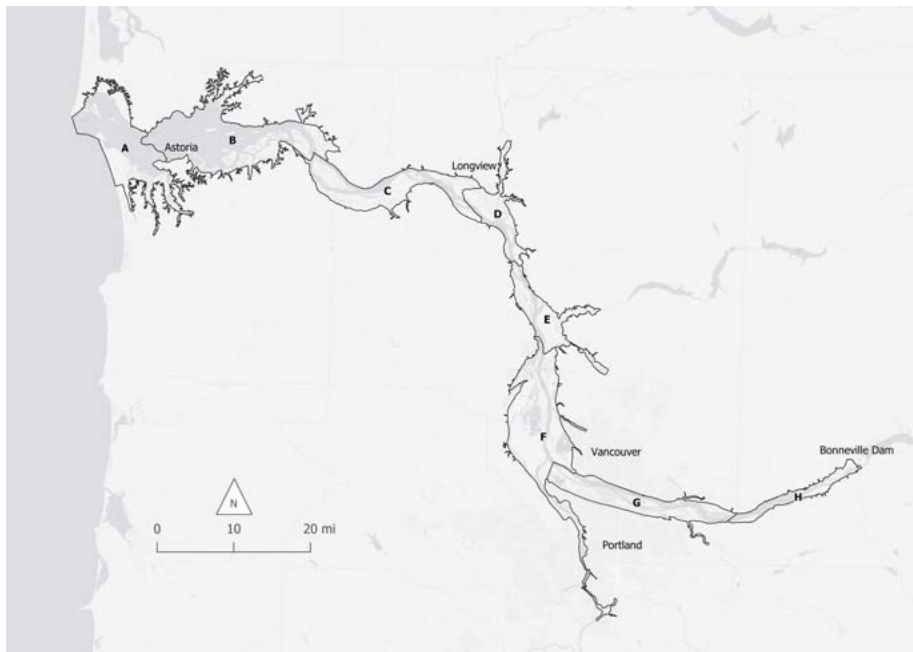 A
Astoria
B
Longview
C
D
E
F
Vancouver
Bonneville Dam
G
H
Portland
N
0 10 20 mi